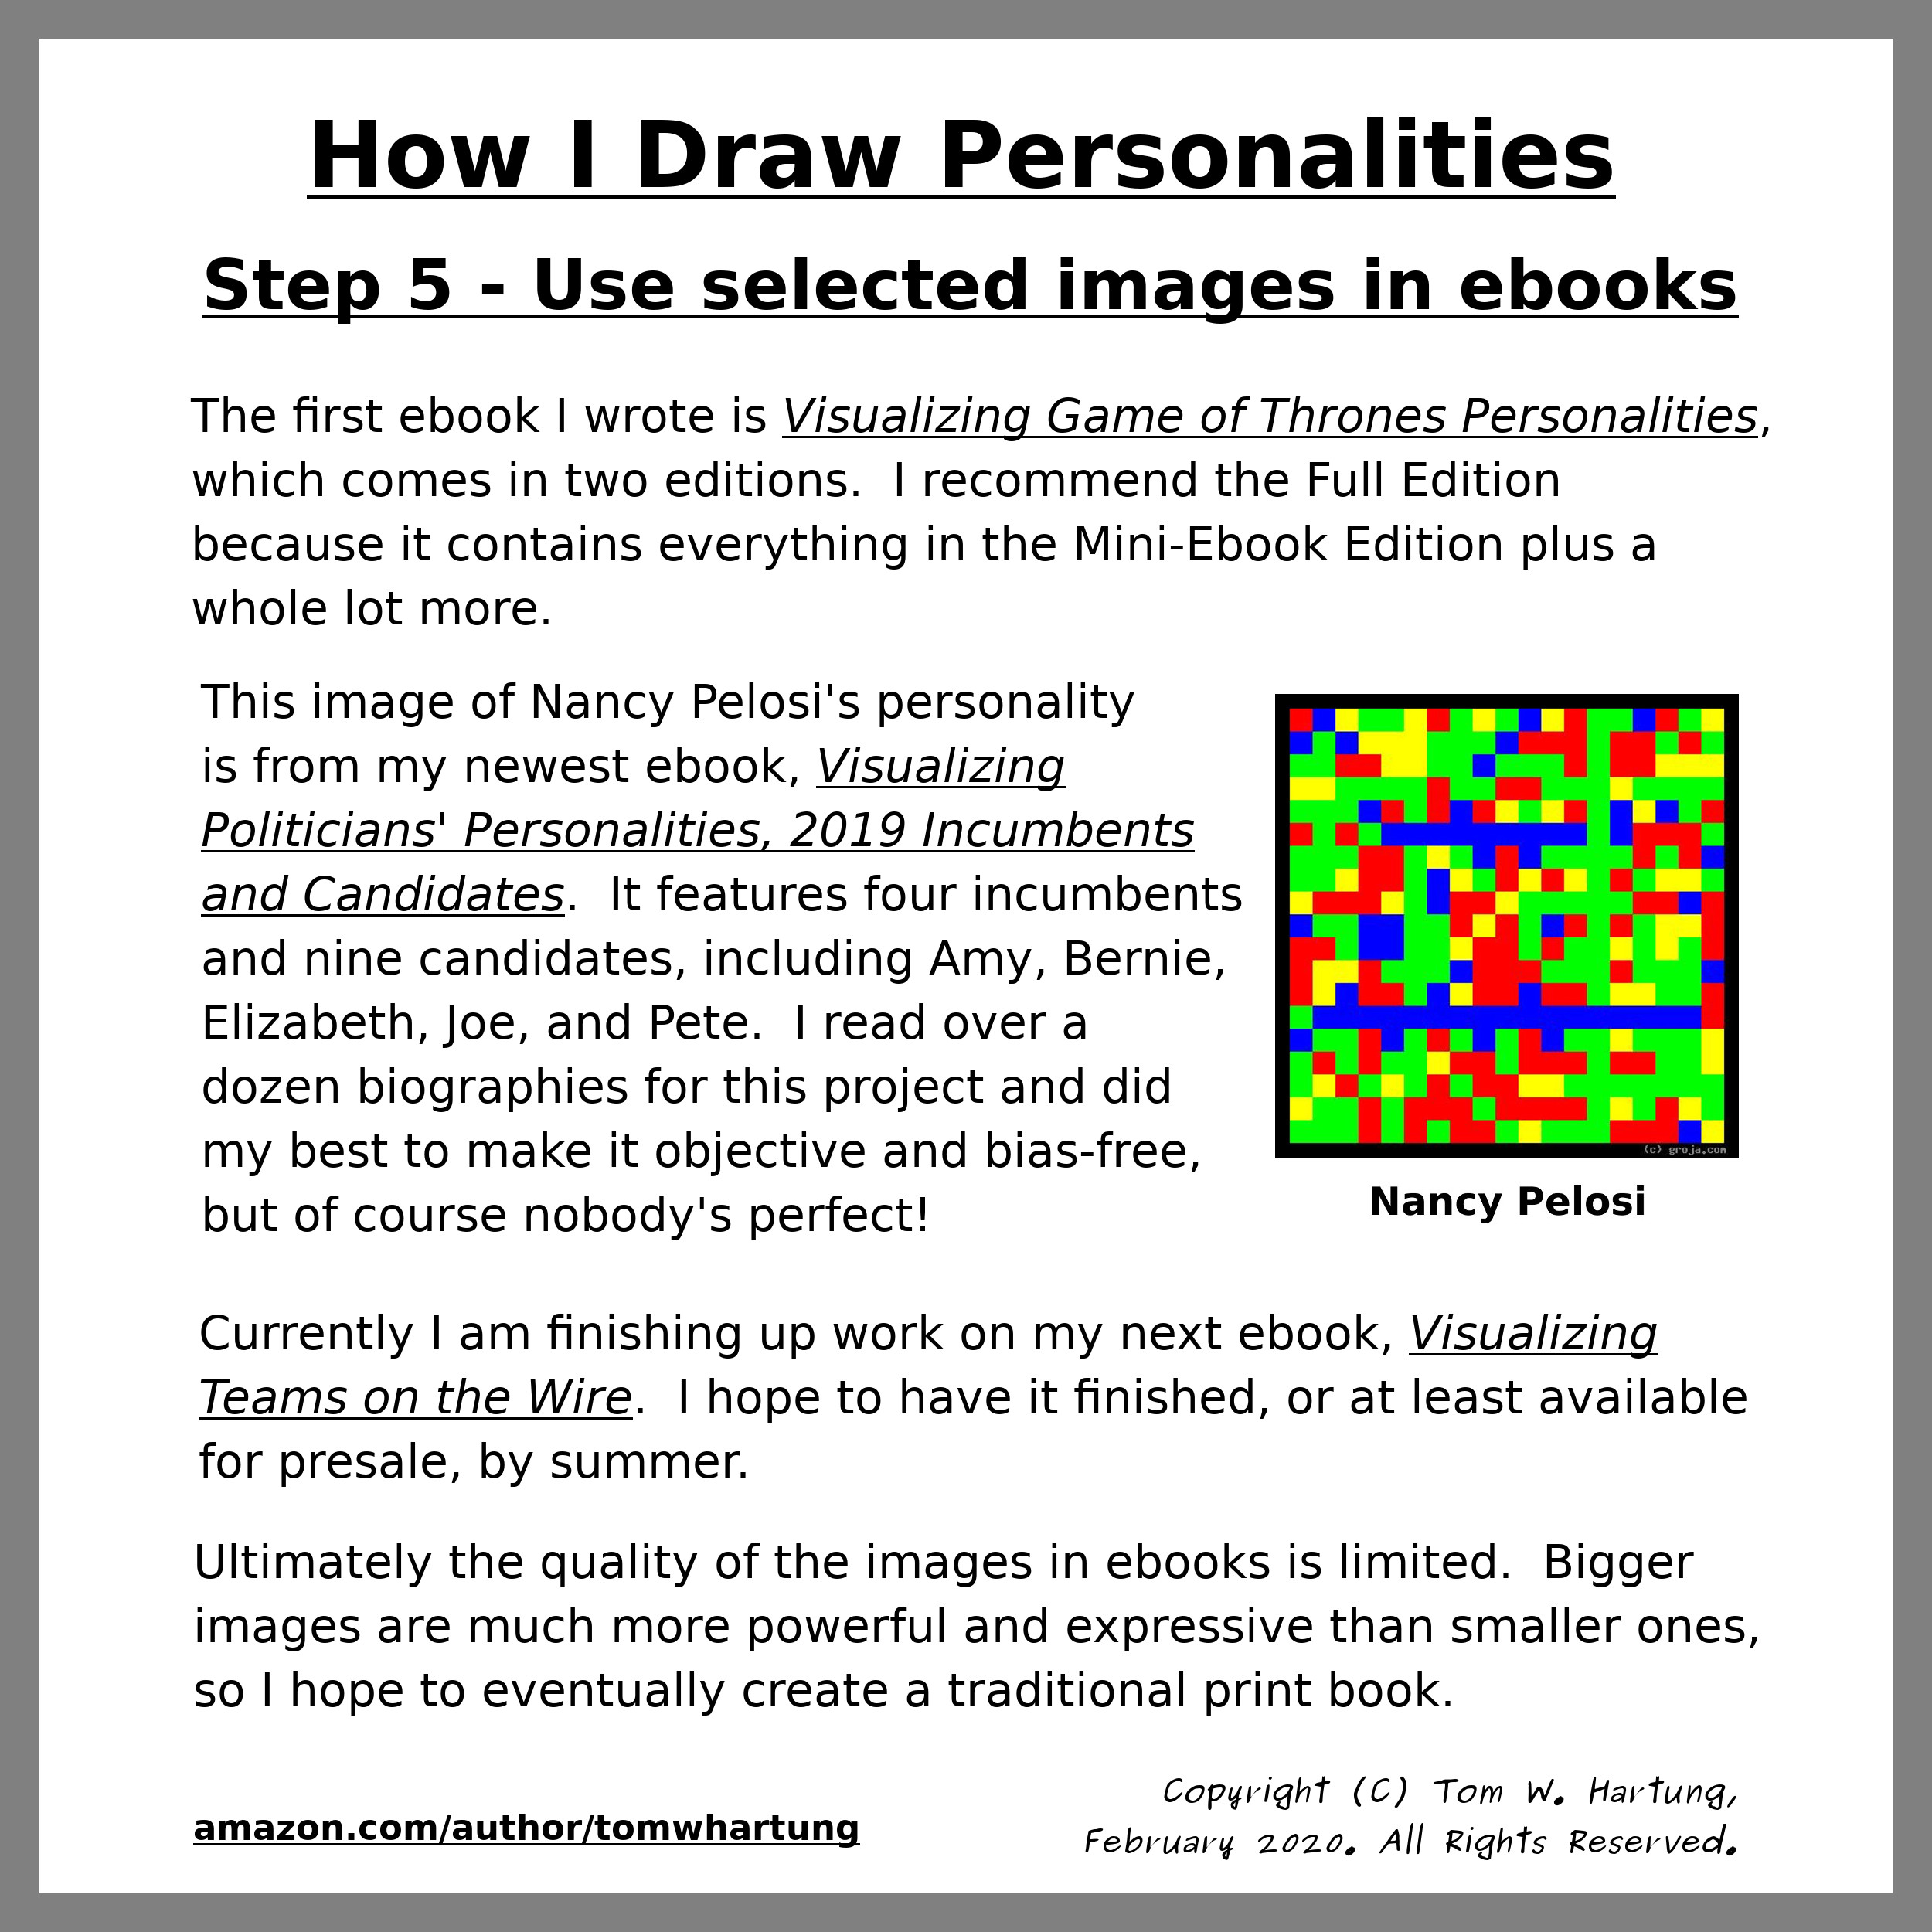 How I Draw Personalities
Step 5 - Use selected images in ebooks
The first ebook I wrote is Visualizing Game of Thrones Personalities,
which comes in two editions.  I recommend the Full Edition
because it contains everything in the Mini-Ebook Edition plus a
whole lot more.
This image of Nancy Pelosi's personality
is from my newest ebook, Visualizing
Politicians' Personalities, 2019 Incumbents
and Candidates.  It features four incumbents
and nine candidates, including Amy, Bernie,
Elizabeth, Joe, and Pete.  I read over a
dozen biographies for this project and did
my best to make it objective and bias-free,
but of course nobody's perfect!
(c) groja.com
Nancy Pelosi
Currently I am finishing up work on my next ebook, Visualizing
Teams on the Wire.  I hope to have it finished, or at least available
for presale, by summer.
Ultimately the quality of the images in ebooks is limited.  Bigger
images are much more powerful and expressive than smaller ones,
so I hope to eventually create a traditional print book.
amazon.com/author/tomwhartung
Copyright (C) Tom W. Hartung,
February 2020. All Rights Reserved.